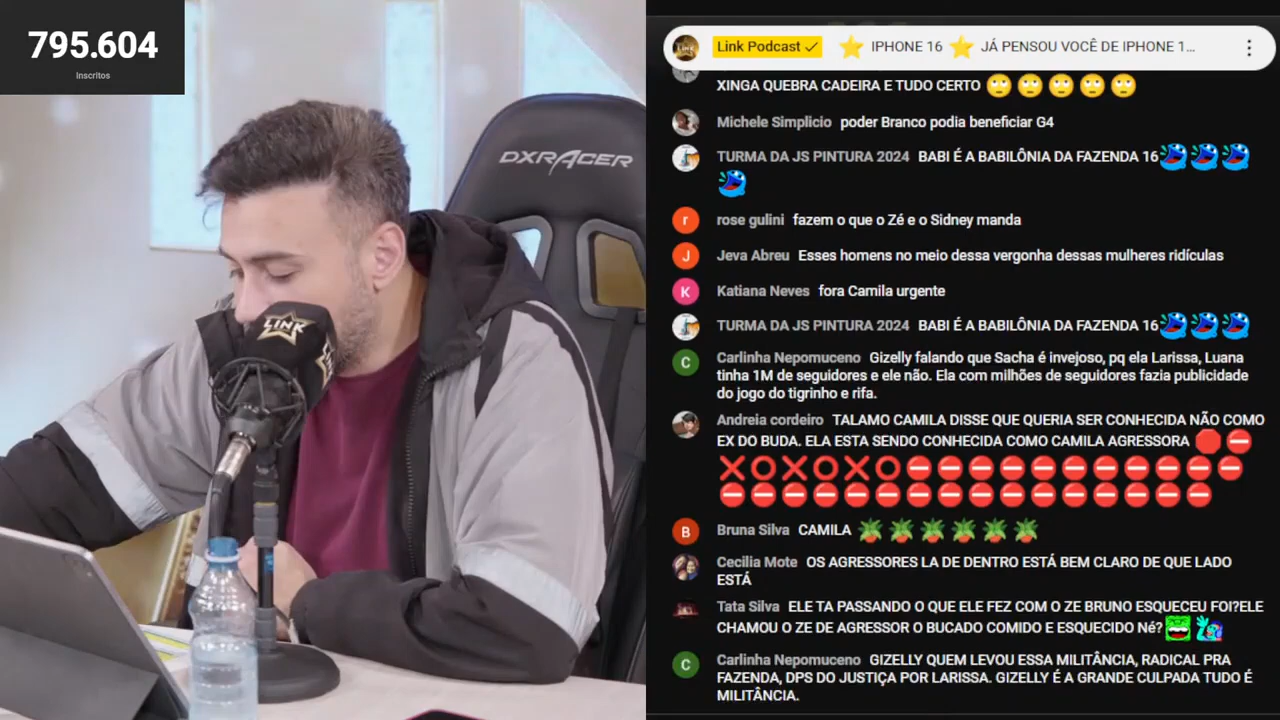 795.604
Inscritos
DXRACER
LINK
Link Podcast ✓ ⭐ IPHONE 16 ⭐ JÁ PENSOU VOCÊ DE IPHONE 1...
XINGA QUEBRA CADEIRA E TUDO CERTO 🙄🙄🙄🙄🙄
Michele Simplicio poder Branco podia beneficiar G4
TURMA DA JS PINTURA 2024 BABI É A BABILÔNIA DA FAZENDA 16
rose gulini fazem o que o Zé e o Sidney manda
Jeva Abreu Esses homens no meio dessa vergonha dessas mulheres ridículas
Katiana Neves fora Camila urgente
TURMA DA JS PINTURA 2024 BABI É A BABILÔNIA DA FAZENDA 16
Carlinha Nepomuceno Gizelly falando que Sacha é invejoso, pq ela Larissa, Luana
tinha 1M de seguidores e ele não. Ela com milhões de seguidores fazia publicidade
do jogo do tigrinho e rifa.
Andreia cordeiro TALAMO CAMILA DISSE QUE QUERIA SER CONHECIDA NÃO COMO
EX DO BUDA. ELA ESTA SENDO CONHECIDA COMO CAMILA AGRESSORA 🛑⛔
❌⭕❌⭕❌⭕⛔⛔⛔⛔⛔⛔⛔⛔⛔⛔⛔
⛔⛔⛔⛔⛔⛔⛔⛔⛔⛔⛔⛔⛔⛔⛔⛔
Bruna Silva CAMILA
Cecilia Mote OS AGRESSORES LA DE DENTRO ESTÁ BEM CLARO DE QUE LADO
ESTÁ
Tata Silva ELE TA PASSANDO O QUE ELE FEZ COM O ZE BRUNO ESQUECEU FOI?ELE
CHAMOU O ZE DE AGRESSOR O BUCADO COMIDO E ESQUECIDO Né?
Carlinha Nepomuceno GIZELLY QUEM LEVOU ESSA MILITÂNCIA, RADICAL PRA
FAZENDA, DPS DO JUSTIÇA POR LARISSA. GIZELLY É A GRANDE CULPADA TUDO É
MILITÂNCIA.